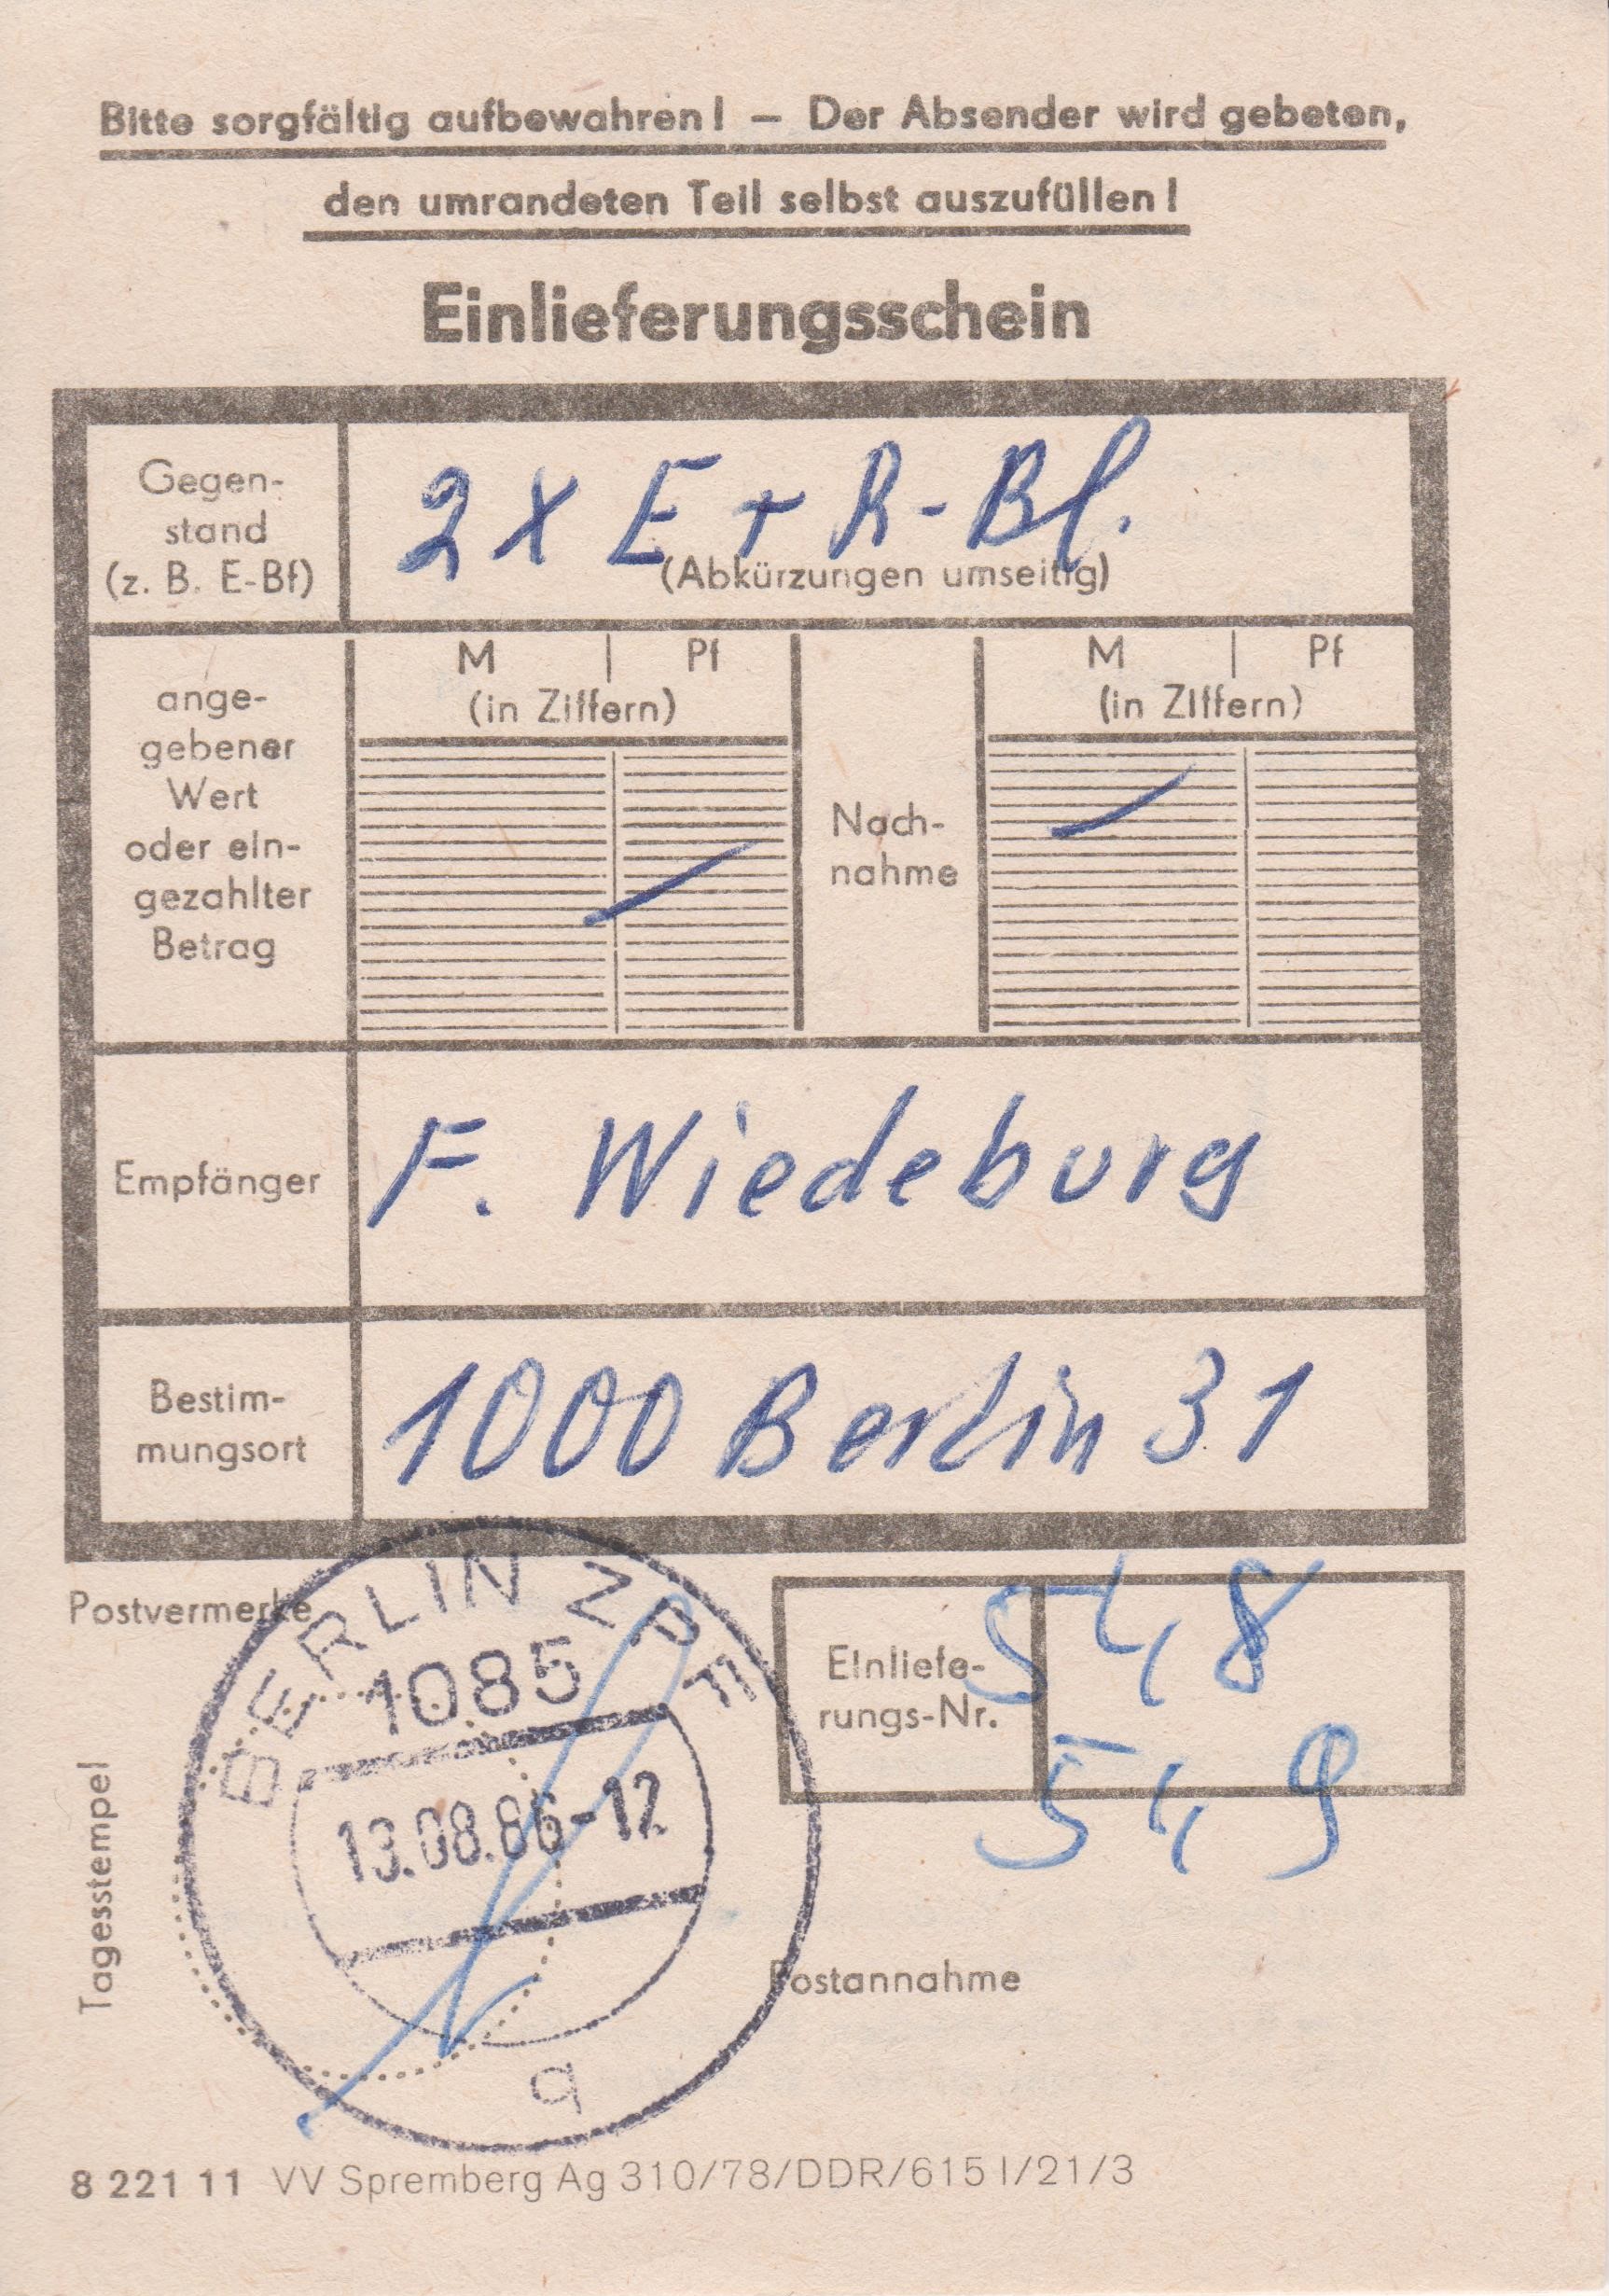 Bitte sorgfältig aufbewahren! — Der Absender wird gebeten,
den umrandeten Teil selbst auszufüllen!
Einlieferungsschein
Gegen-
stand
(z. B. E-Bf)
2 x E + R-Bf.
(Abkürzungen umseitig)
ange-
gebener
Wert
oder ein-
gezahlter
Betrag
M | Pf
(in Ziffern)
Nach-
nahme
M | Pf
(in Ziffern)
Empfänger
F. Wiedeburg
Bestim-
mungsort
1000 Berlin 31
Postvermerke
Tagesstempel
BERLIN ZPF
1085
13.08.86-12
q
Einliefe-
rungs-Nr.
548
549
Postannahme
8 221 11 VV Spremberg Ag 310/78/DDR/615 I/21/3